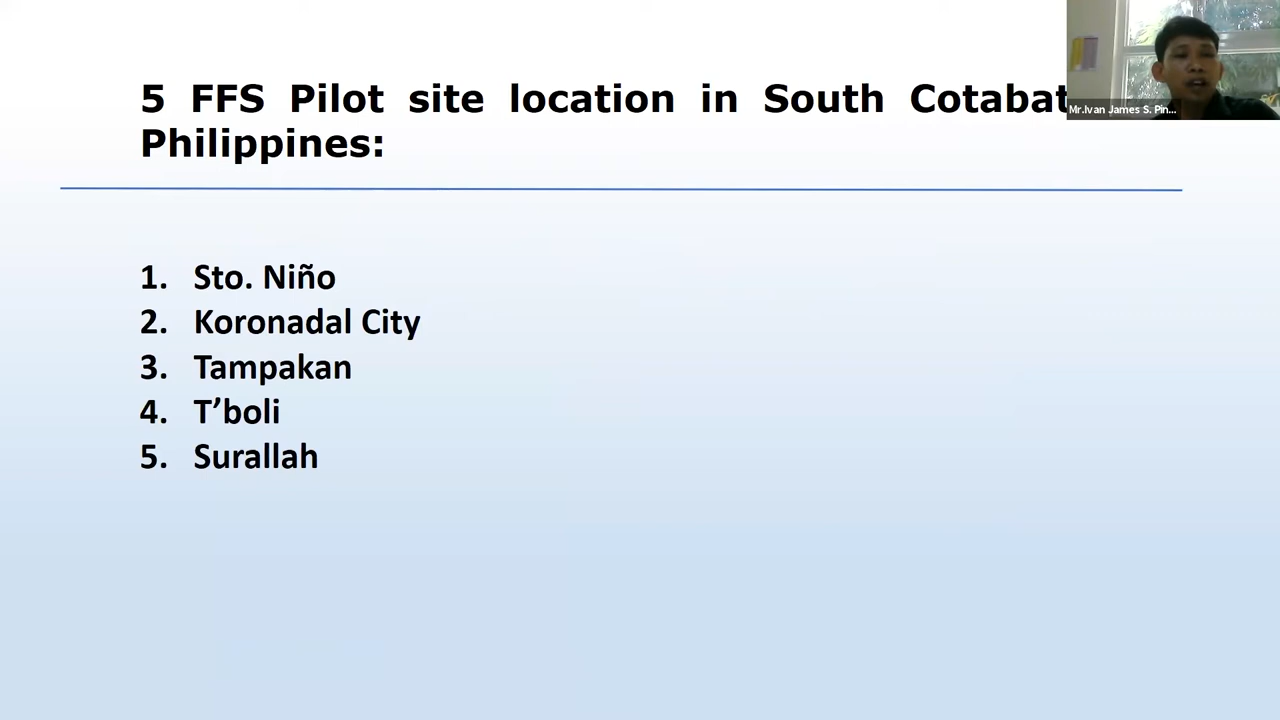 5 FFS Pilot site location in South Cotabat
Philippines:
Mr.Ivan James S. Pin...
1. Sto. Niño
2. Koronadal City
3. Tampakan
4. T’boli
5. Surallah